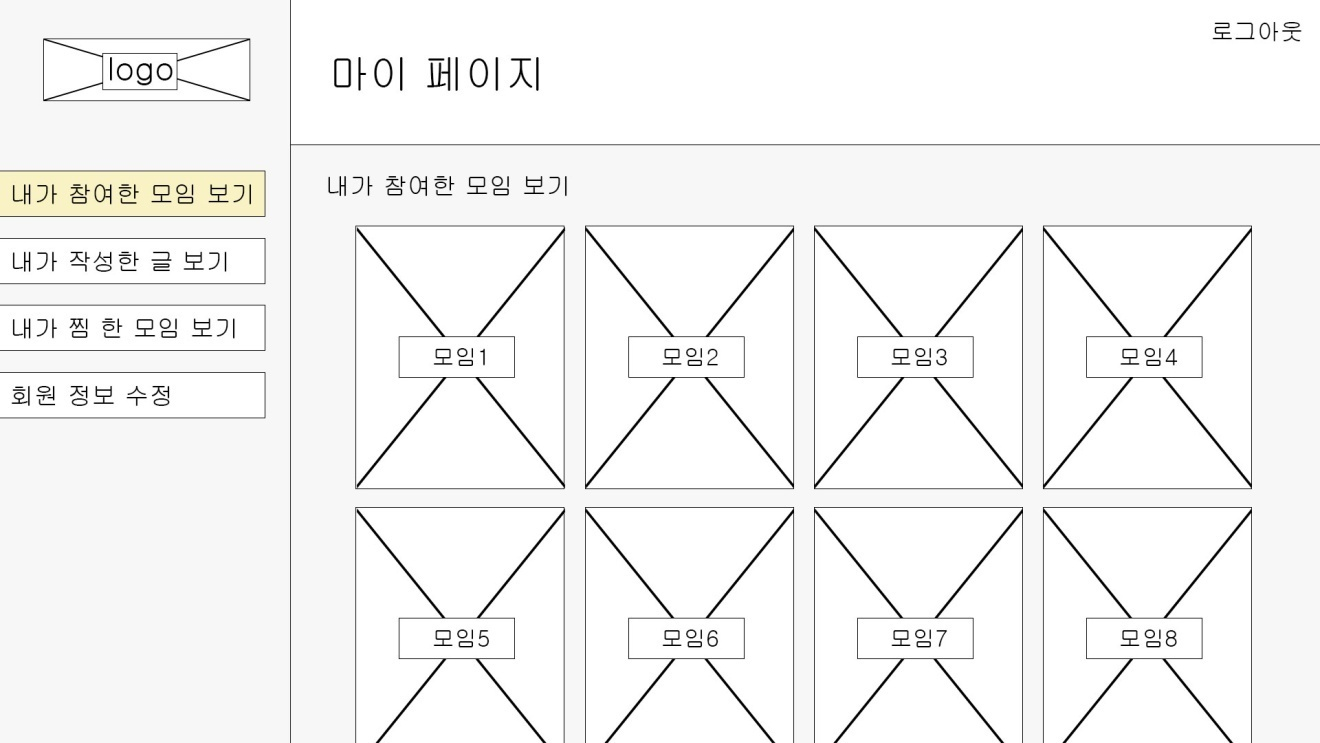 logo
로그아웃
마이 페이지
내가 참여한 모임 보기
내가 작성한 글 보기
내가 찜 한 모임 보기
회원 정보 수정
내가 참여한 모임 보기
모임1
모임2
모임3
모임4
모임5
모임6
모임7
모임8